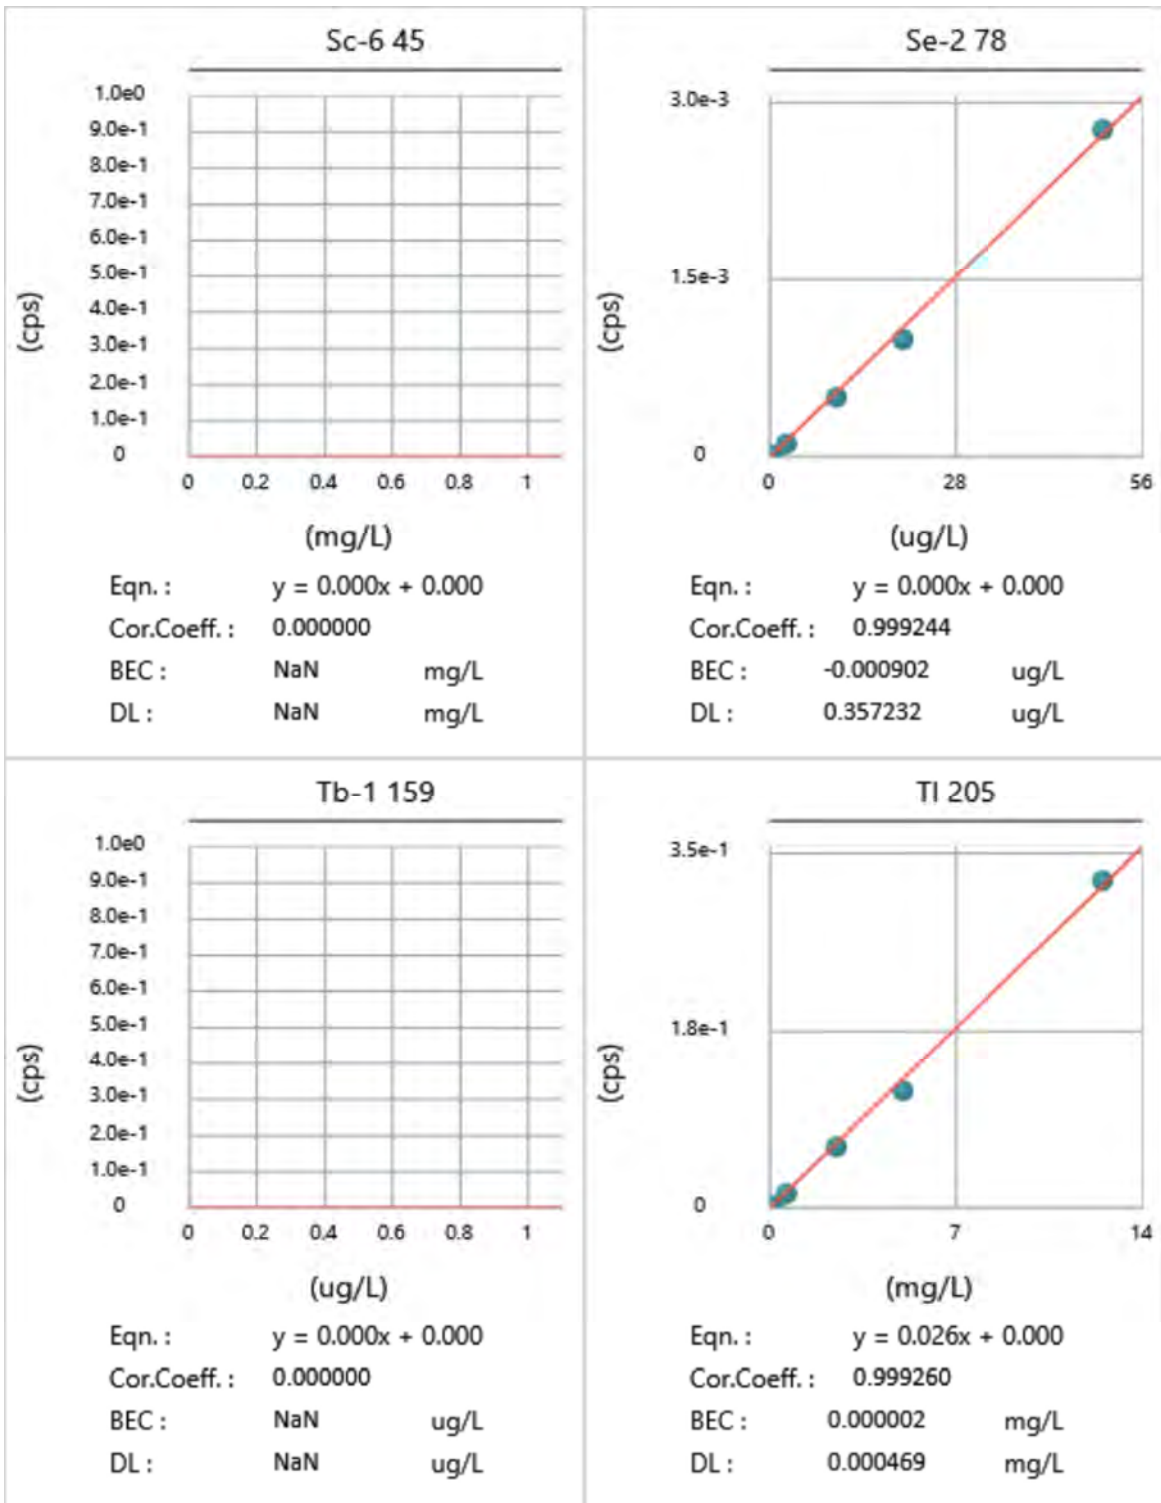 Sc-6 45
1.0e0
9.0e-1
8.0e-1
7.0e-1
6.0e-1
5.0e-1
4.0e-1
3.0e-1
2.0e-1
1.0e-1
0
(cps)
0 0.2 0.4 0.6 0.8 1
(mg/L)
Eqn. : y = 0.000x + 0.000
Cor.Coeff. : 0.000000
BEC : NaN mg/L
DL : NaN mg/L
Se-2 78
3.0e-3
1.5e-3
0
(cps)
0 28 56
(ug/L)
Eqn. : y = 0.000x + 0.000
Cor.Coeff. : 0.999244
BEC : -0.000902 ug/L
DL : 0.357232 ug/L
Tb-1 159
1.0e0
9.0e-1
8.0e-1
7.0e-1
6.0e-1
5.0e-1
4.0e-1
3.0e-1
2.0e-1
1.0e-1
0
(cps)
0 0.2 0.4 0.6 0.8 1
(ug/L)
Eqn. : y = 0.000x + 0.000
Cor.Coeff. : 0.000000
BEC : NaN ug/L
DL : NaN ug/L
Tl 205
3.5e-1
1.8e-1
0
(cps)
0 7 14
(mg/L)
Eqn. : y = 0.026x + 0.000
Cor.Coeff. : 0.999260
BEC : 0.000002 mg/L
DL : 0.000469 mg/L